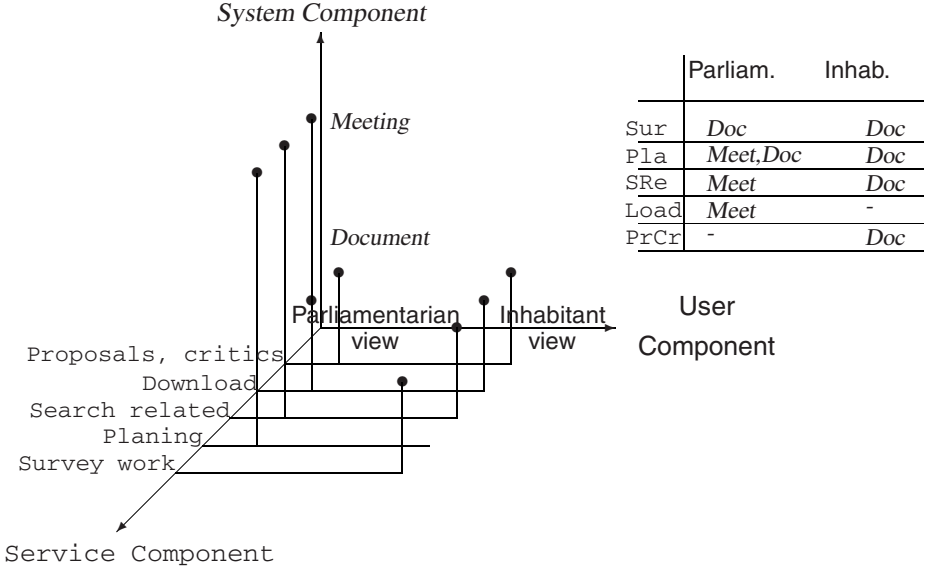 System Component
Meeting
Document
Parliamentarian
view
Inhabitant
view
User
Component
Proposals, critics
Download
Search related
Planing
Survey work
Service Component
Parliam. Inhab.
Sur Doc Doc
Pla Meet,Doc Doc
SRe Meet Doc
Load Meet -
PrCr - Doc